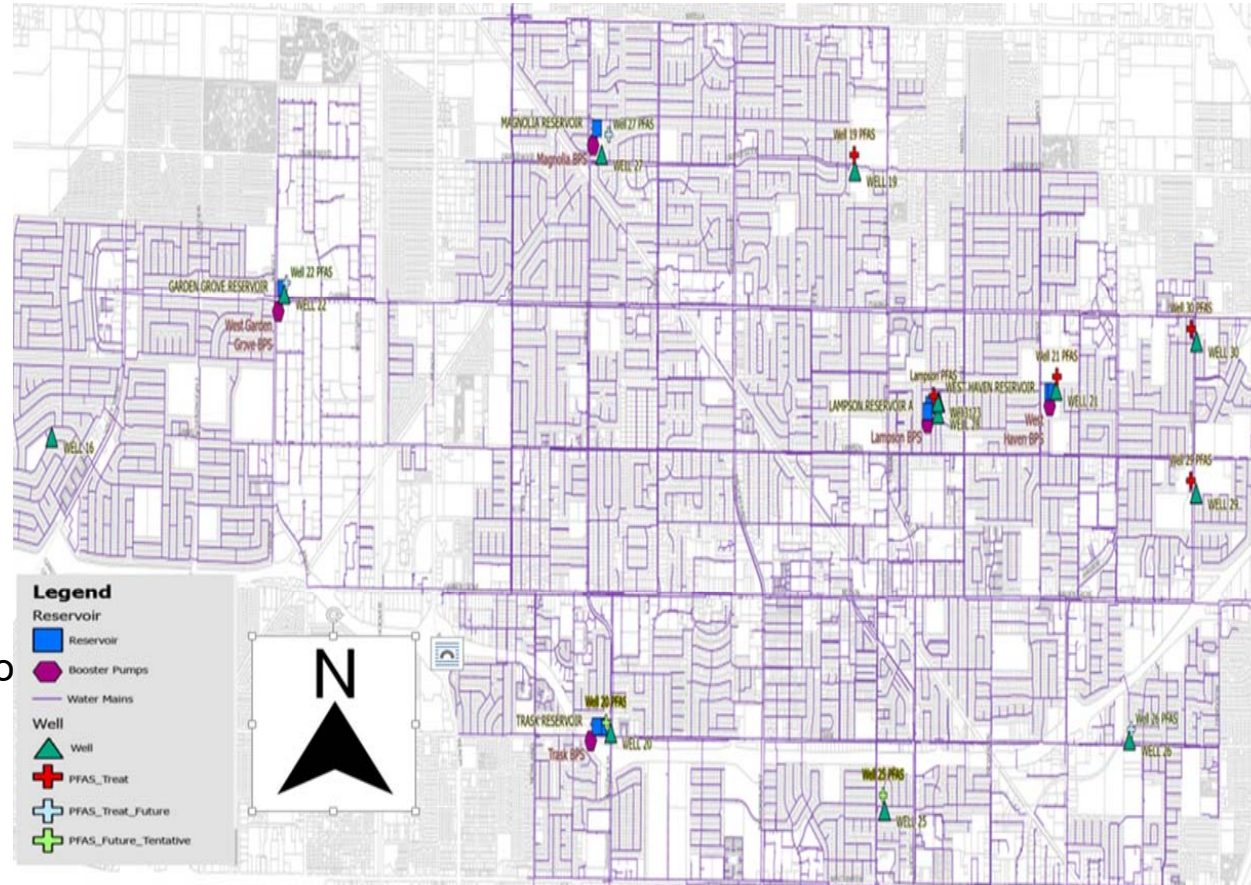 MAGNOLIA RESERVOIR
Well 27 PFAS
Magnolia BPS
WELL 27
Well 19 PFAS
WELL 19
Well 22 PFAS
GARDEN GROVE RESERVOIR
WELL 22
West Garden
Grove BPS
Well 30 PFAS
WELL 30
Well 21 PFAS
Lampson PFAS
WEST HAVEN RESERVOIR
WELL 21
LAMPSON RESERVOIR A
Lampson BPS
West
Haven BPS
WELL 16
Well 29 PFAS
WELL 29
Legend
Reservoir
Reservoir
Booster Pumps
Water Mains
Well
Well
PFAS_Treat
PFAS_Treat_Future
PFAS_Future_Tentative
o
N
Well 20 PFAS
TRASK RESERVOIR
WELL 20
Trask BPS
Well 26 PFAS
WELL 26
Well 25 PFAS
WELL 25